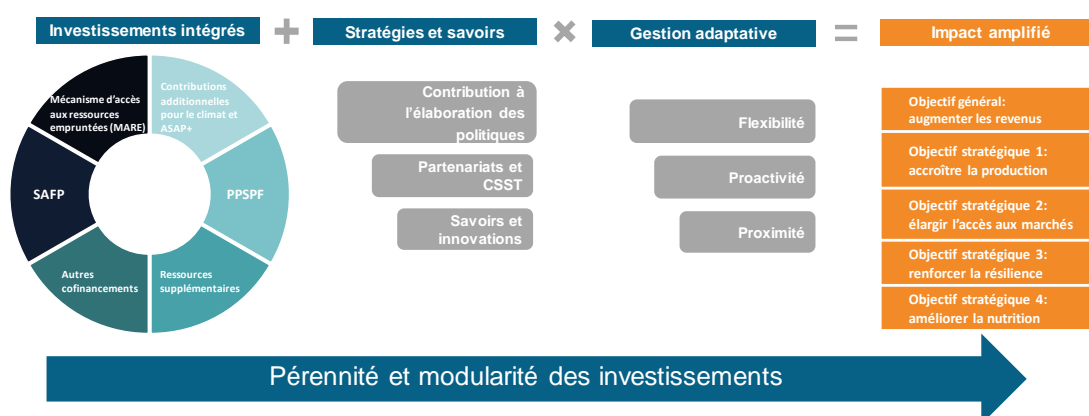 Investissements intégrés
Stratégies et savoirs
Gestion adaptative
Impact amplifié
Mécanisme d'accès
aux ressources
empruntées (MARE)
Contributions
additionnelles
pour le climat et
ASAP+
SAFP
PPSPF
Autres
cofinancements
Ressources
supplémentaires
Contribution à
l'élaboration des
politiques
Partenariats et
CSST
Savoirs et
innovations
Flexibilité
Proactivité
Proximité
Objectif général:
augmenter les revenus
Objectif stratégique 1:
accroître la production
Objectif stratégique 2:
élargir l'accès aux marchés
Objectif stratégique 3:
renforcer la résilience
Objectif stratégique 4:
améliorer la nutrition
Pérennité et modularité des investissements